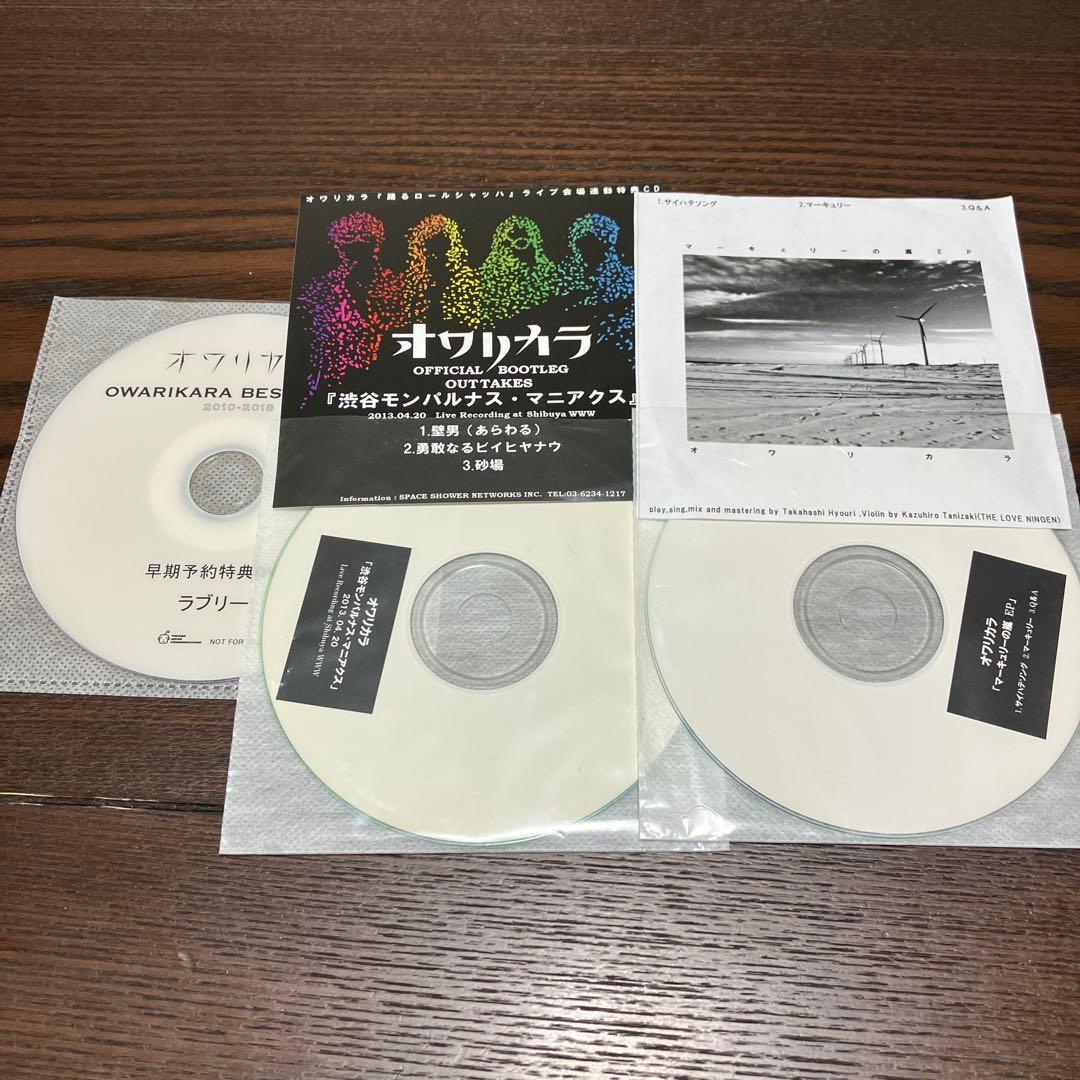 オワリカ
OWARIKARA BES
2010-2018
早期予約特典
ラブリー
NOT FOR
オワリカラ『踊るロールシャッハ』ライブ会場連動特典CD
オワリカラ
OFFICIAL BOOTLEG
OUTTAKES
『渋谷モンパルナス・マニアクス』
2013.04.20 Live Recording at Shibuya WWW
1.壁男（あらわる）
2.勇敢なるビイヒヤナウ
3.砂場
Information : SPACE SHOWER NETWORKS INC. TEL:03-6234-1217
オワリカラ
「渋谷モンパルナス・マニアクス」
2013.04.20
Live Recording at Shibuya WWW
1.サイハテソング 2.マーキュリー 3.Q&A
マーキュリーの嵐EP
オワリカラ
play,sing,mix and mastering by Takahashi Hyouri ,Violin by Kazuhiro Tanizaki(THE LOVE NINGEN)
オワリカラ
「マーキュリーの嵐 EP」
1.サイハテソング 2.マーキュリー 3.Q&A